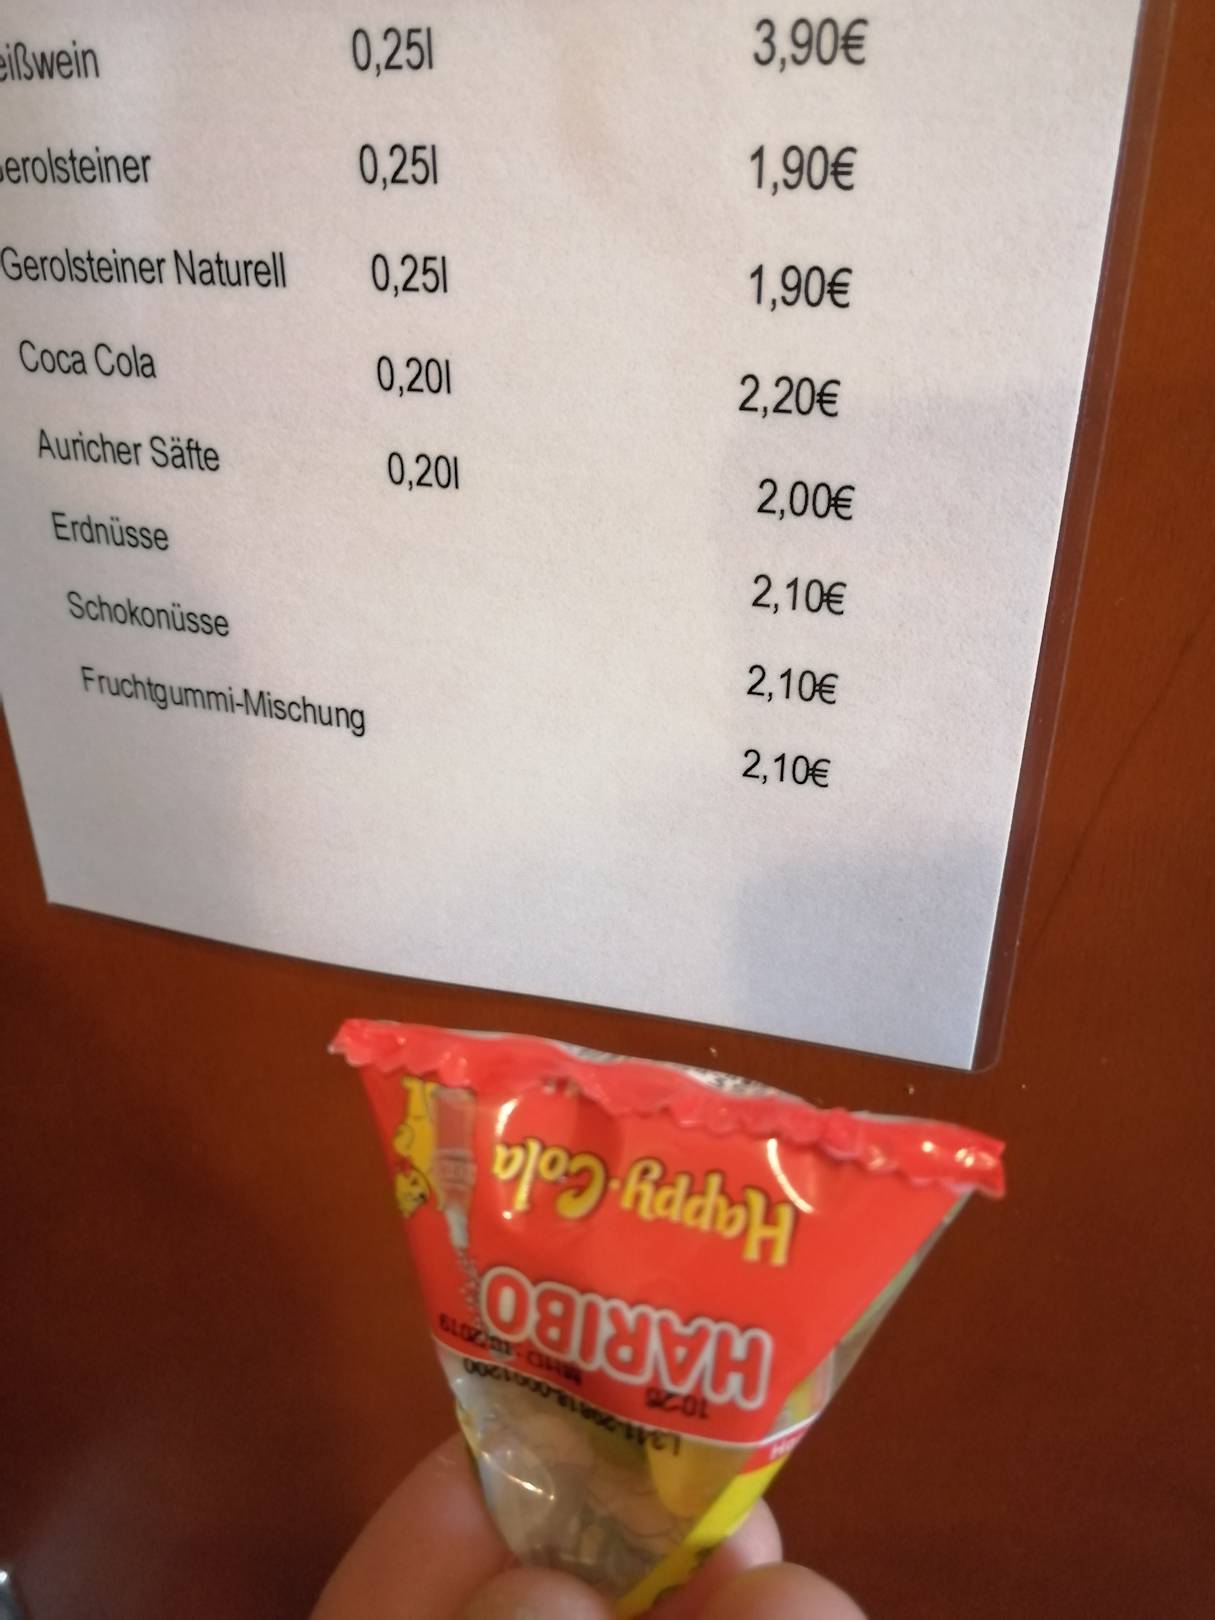 0,25l 3,90€
0,25l 1,90€
Gerolsteiner Naturell 0,25l 1,90€
Coca Cola 0,20l 2,20€
Auricher Säfte 0,20l 2,00€
Erdnüsse 2,10€
Schokonüsse 2,10€
Fruchtgummi-Mischung 2,10€
HARIBO
Happy-Cola
10:26